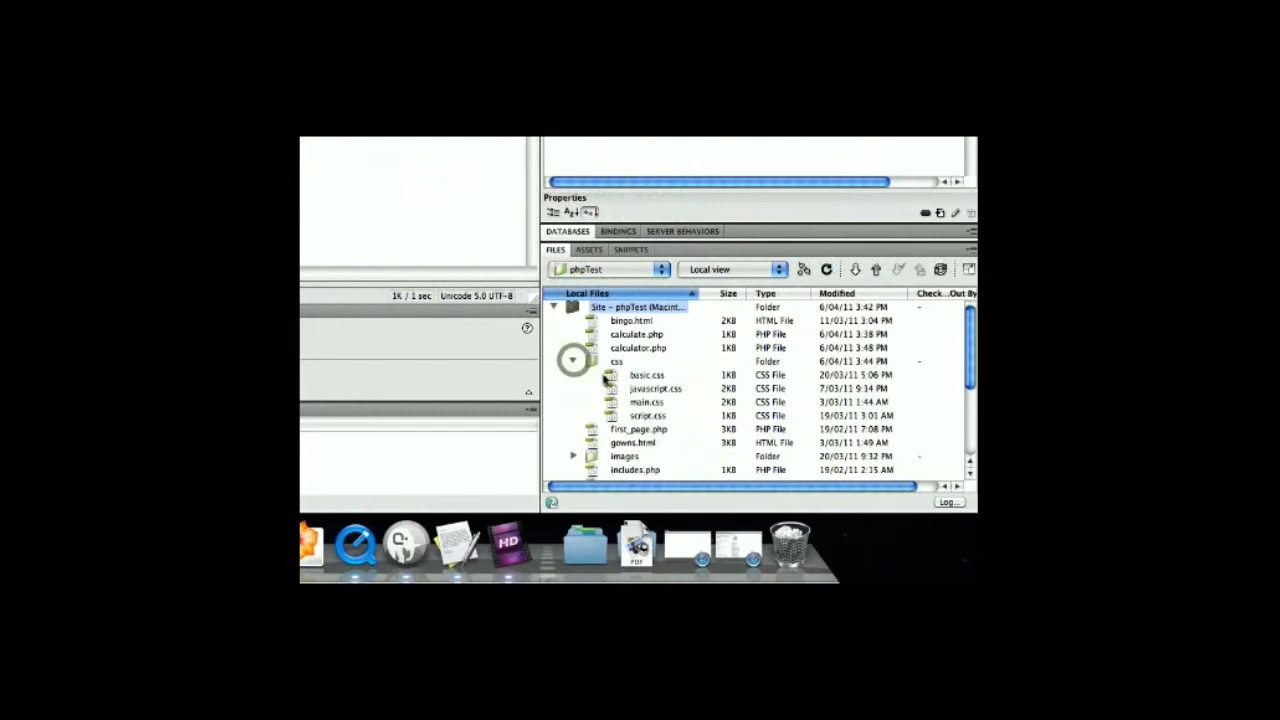 Properties
DATABASES BINDINGS SERVER BEHAVIORS
FILES ASSETS SNIPPETS
phpTest Local view
1K / 1 sec Unicode 5.0 UTF-8
Local Files Size Type Modified Check...Out By
Site - phpTest (Macint... Folder 6/04/11 3:42 PM -
bingo.html 2KB HTML File 11/03/11 3:04 PM
calculate.php 1KB PHP File 6/04/11 3:38 PM
calculator.php 1KB PHP File 6/04/11 3:48 PM
css Folder 6/04/11 3:44 PM -
basic.css 1KB CSS File 20/03/11 5:06 PM
javascript.css 2KB CSS File 7/03/11 9:14 PM
main.css 2KB CSS File 3/03/11 1:44 AM
script.css 1KB CSS File 19/03/11 3:01 AM
first_page.php 3KB PHP File 19/02/11 7:08 PM
gowns.html 3KB HTML File 3/03/11 1:49 AM
images Folder 20/03/11 9:32 PM -
includes.php 1KB PHP File 19/02/11 2:15 AM
Log...
HD
PDF